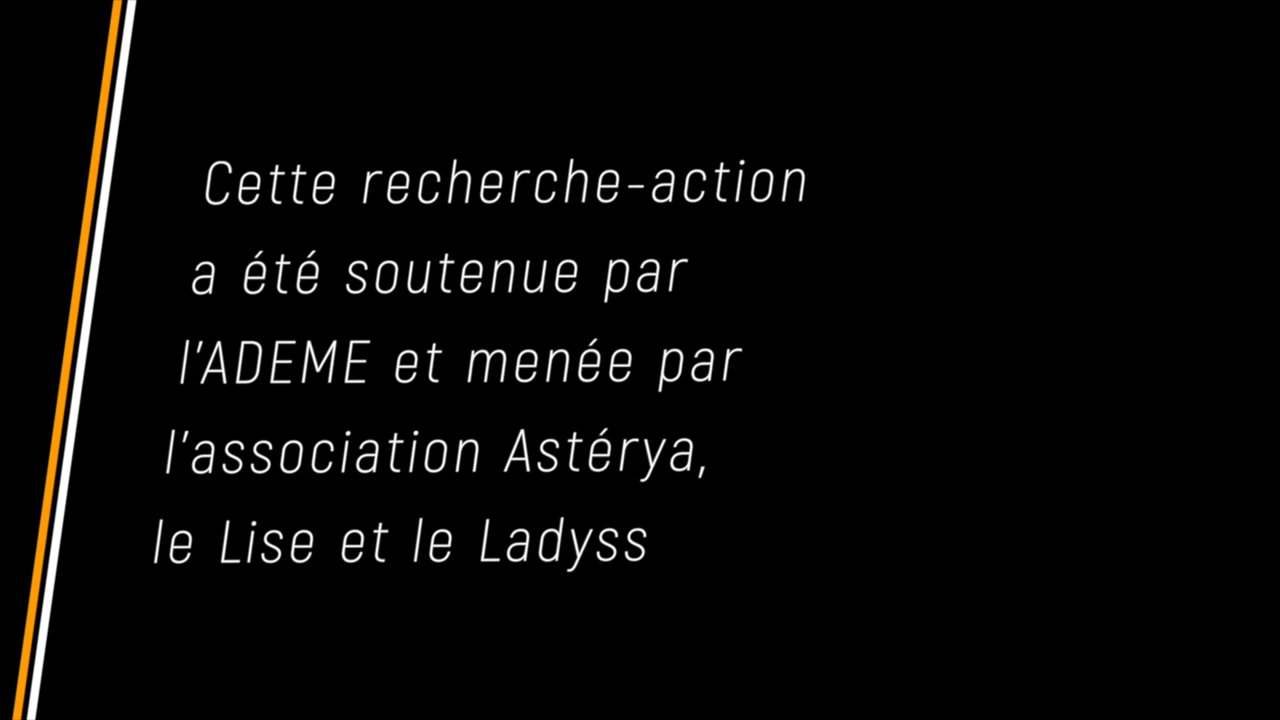 Cette recherche-action
a été soutenue par
l'ADEME et menée par
l'association Astérya,
le Lise et le Ladyss